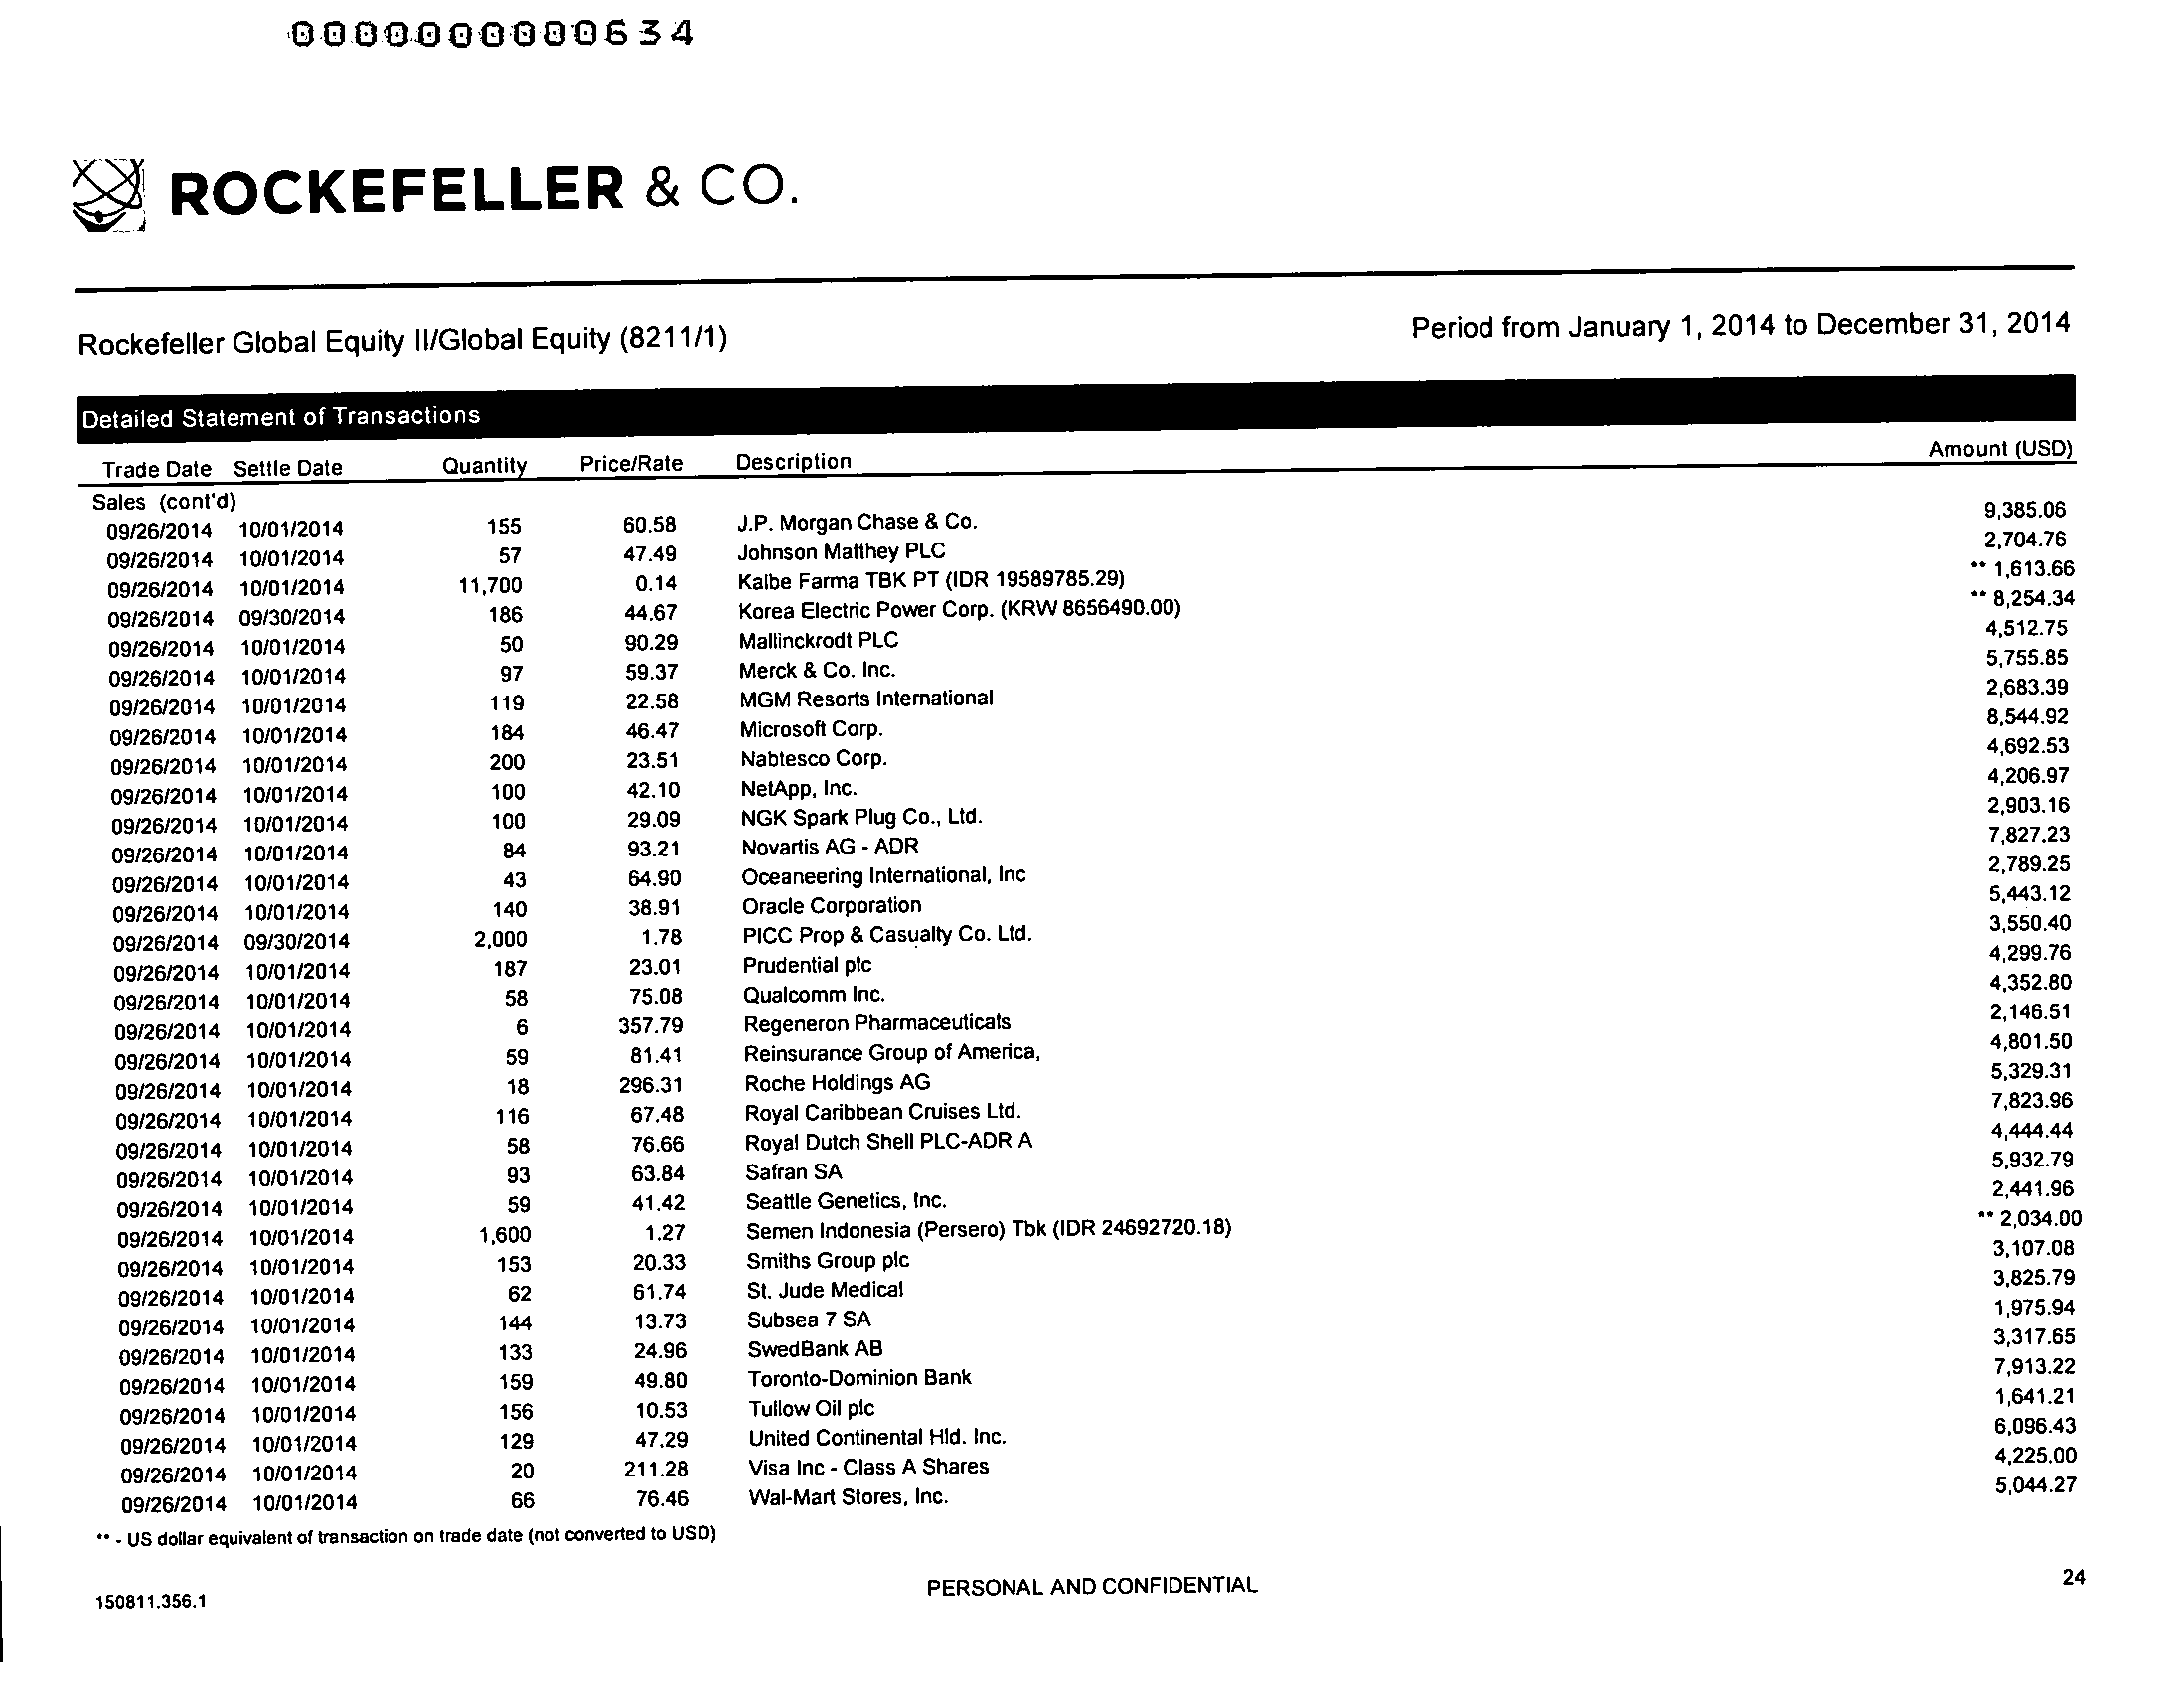 0000000000634
ROCKEFELLER & CO.
Rockefeller Global Equity II/Global Equity (8211/1) Period from January 1, 2014 to December 31, 2014
Detailed Statement of Transactions
Trade Date Settle Date Quantity Price/Rate Description Amount (USD)
Sales (cont'd)
09/26/2014 10/01/2014 155 60.58 J.P. Morgan Chase & Co. 9,385.06
09/26/2014 10/01/2014 57 47.49 Johnson Matthey PLC 2,704.76
09/26/2014 10/01/2014 11,700 0.14 Kalbe Farma TBK PT (IDR 19589785.29) ** 1,613.66
09/26/2014 09/30/2014 186 44.67 Korea Electric Power Corp. (KRW 8656490.00) ** 8,254.34
09/26/2014 10/01/2014 50 90.29 Mallinckrodt PLC 4,512.75
09/26/2014 10/01/2014 97 59.37 Merck & Co. Inc. 5,755.85
09/26/2014 10/01/2014 119 22.58 MGM Resorts International 2,683.39
09/26/2014 10/01/2014 184 46.47 Microsoft Corp. 8,544.92
09/26/2014 10/01/2014 200 23.51 Nabtesco Corp. 4,692.53
09/26/2014 10/01/2014 100 42.10 NetApp, Inc. 4,206.97
09/26/2014 10/01/2014 100 29.09 NGK Spark Plug Co., Ltd. 2,903.16
09/26/2014 10/01/2014 84 93.21 Novartis AG - ADR 7,827.23
09/26/2014 10/01/2014 43 64.90 Oceaneering International, Inc 2,789.25
09/26/2014 10/01/2014 140 38.91 Oracle Corporation 5,443.12
09/26/2014 09/30/2014 2,000 1.78 PICC Prop & Casualty Co. Ltd. 3,550.40
09/26/2014 10/01/2014 187 23.01 Prudential plc 4,299.76
09/26/2014 10/01/2014 58 75.08 Qualcomm Inc. 4,352.80
09/26/2014 10/01/2014 6 357.79 Regeneron Pharmaceuticals 2,146.51
09/26/2014 10/01/2014 59 81.41 Reinsurance Group of America, 4,801.50
09/26/2014 10/01/2014 18 296.31 Roche Holdings AG 5,329.31
09/26/2014 10/01/2014 116 67.48 Royal Caribbean Cruises Ltd. 7,823.96
09/26/2014 10/01/2014 58 76.66 Royal Dutch Shell PLC-ADR A 4,444.44
09/26/2014 10/01/2014 93 63.84 Safran SA 5,932.79
09/26/2014 10/01/2014 59 41.42 Seattle Genetics, Inc. 2,441.96
09/26/2014 10/01/2014 1,600 1.27 Semen Indonesia (Persero) Tbk (IDR 24692720.18) ** 2,034.00
09/26/2014 10/01/2014 153 20.33 Smiths Group plc 3,107.08
09/26/2014 10/01/2014 62 61.74 St. Jude Medical 3,825.79
09/26/2014 10/01/2014 144 13.73 Subsea 7 SA 1,975.94
09/26/2014 10/01/2014 133 24.96 SwedBank AB 3,317.65
09/26/2014 10/01/2014 159 49.80 Toronto-Dominion Bank 7,913.22
09/26/2014 10/01/2014 156 10.53 Tullow Oil plc 1,641.21
09/26/2014 10/01/2014 129 47.29 United Continental Hld. Inc. 6,096.43
09/26/2014 10/01/2014 20 211.28 Visa Inc - Class A Shares 4,225.00
09/26/2014 10/01/2014 66 76.46 Wal-Mart Stores, Inc. 5,044.27
** - US dollar equivalent of transaction on trade date (not converted to USD)
150811.356.1 PERSONAL AND CONFIDENTIAL 24